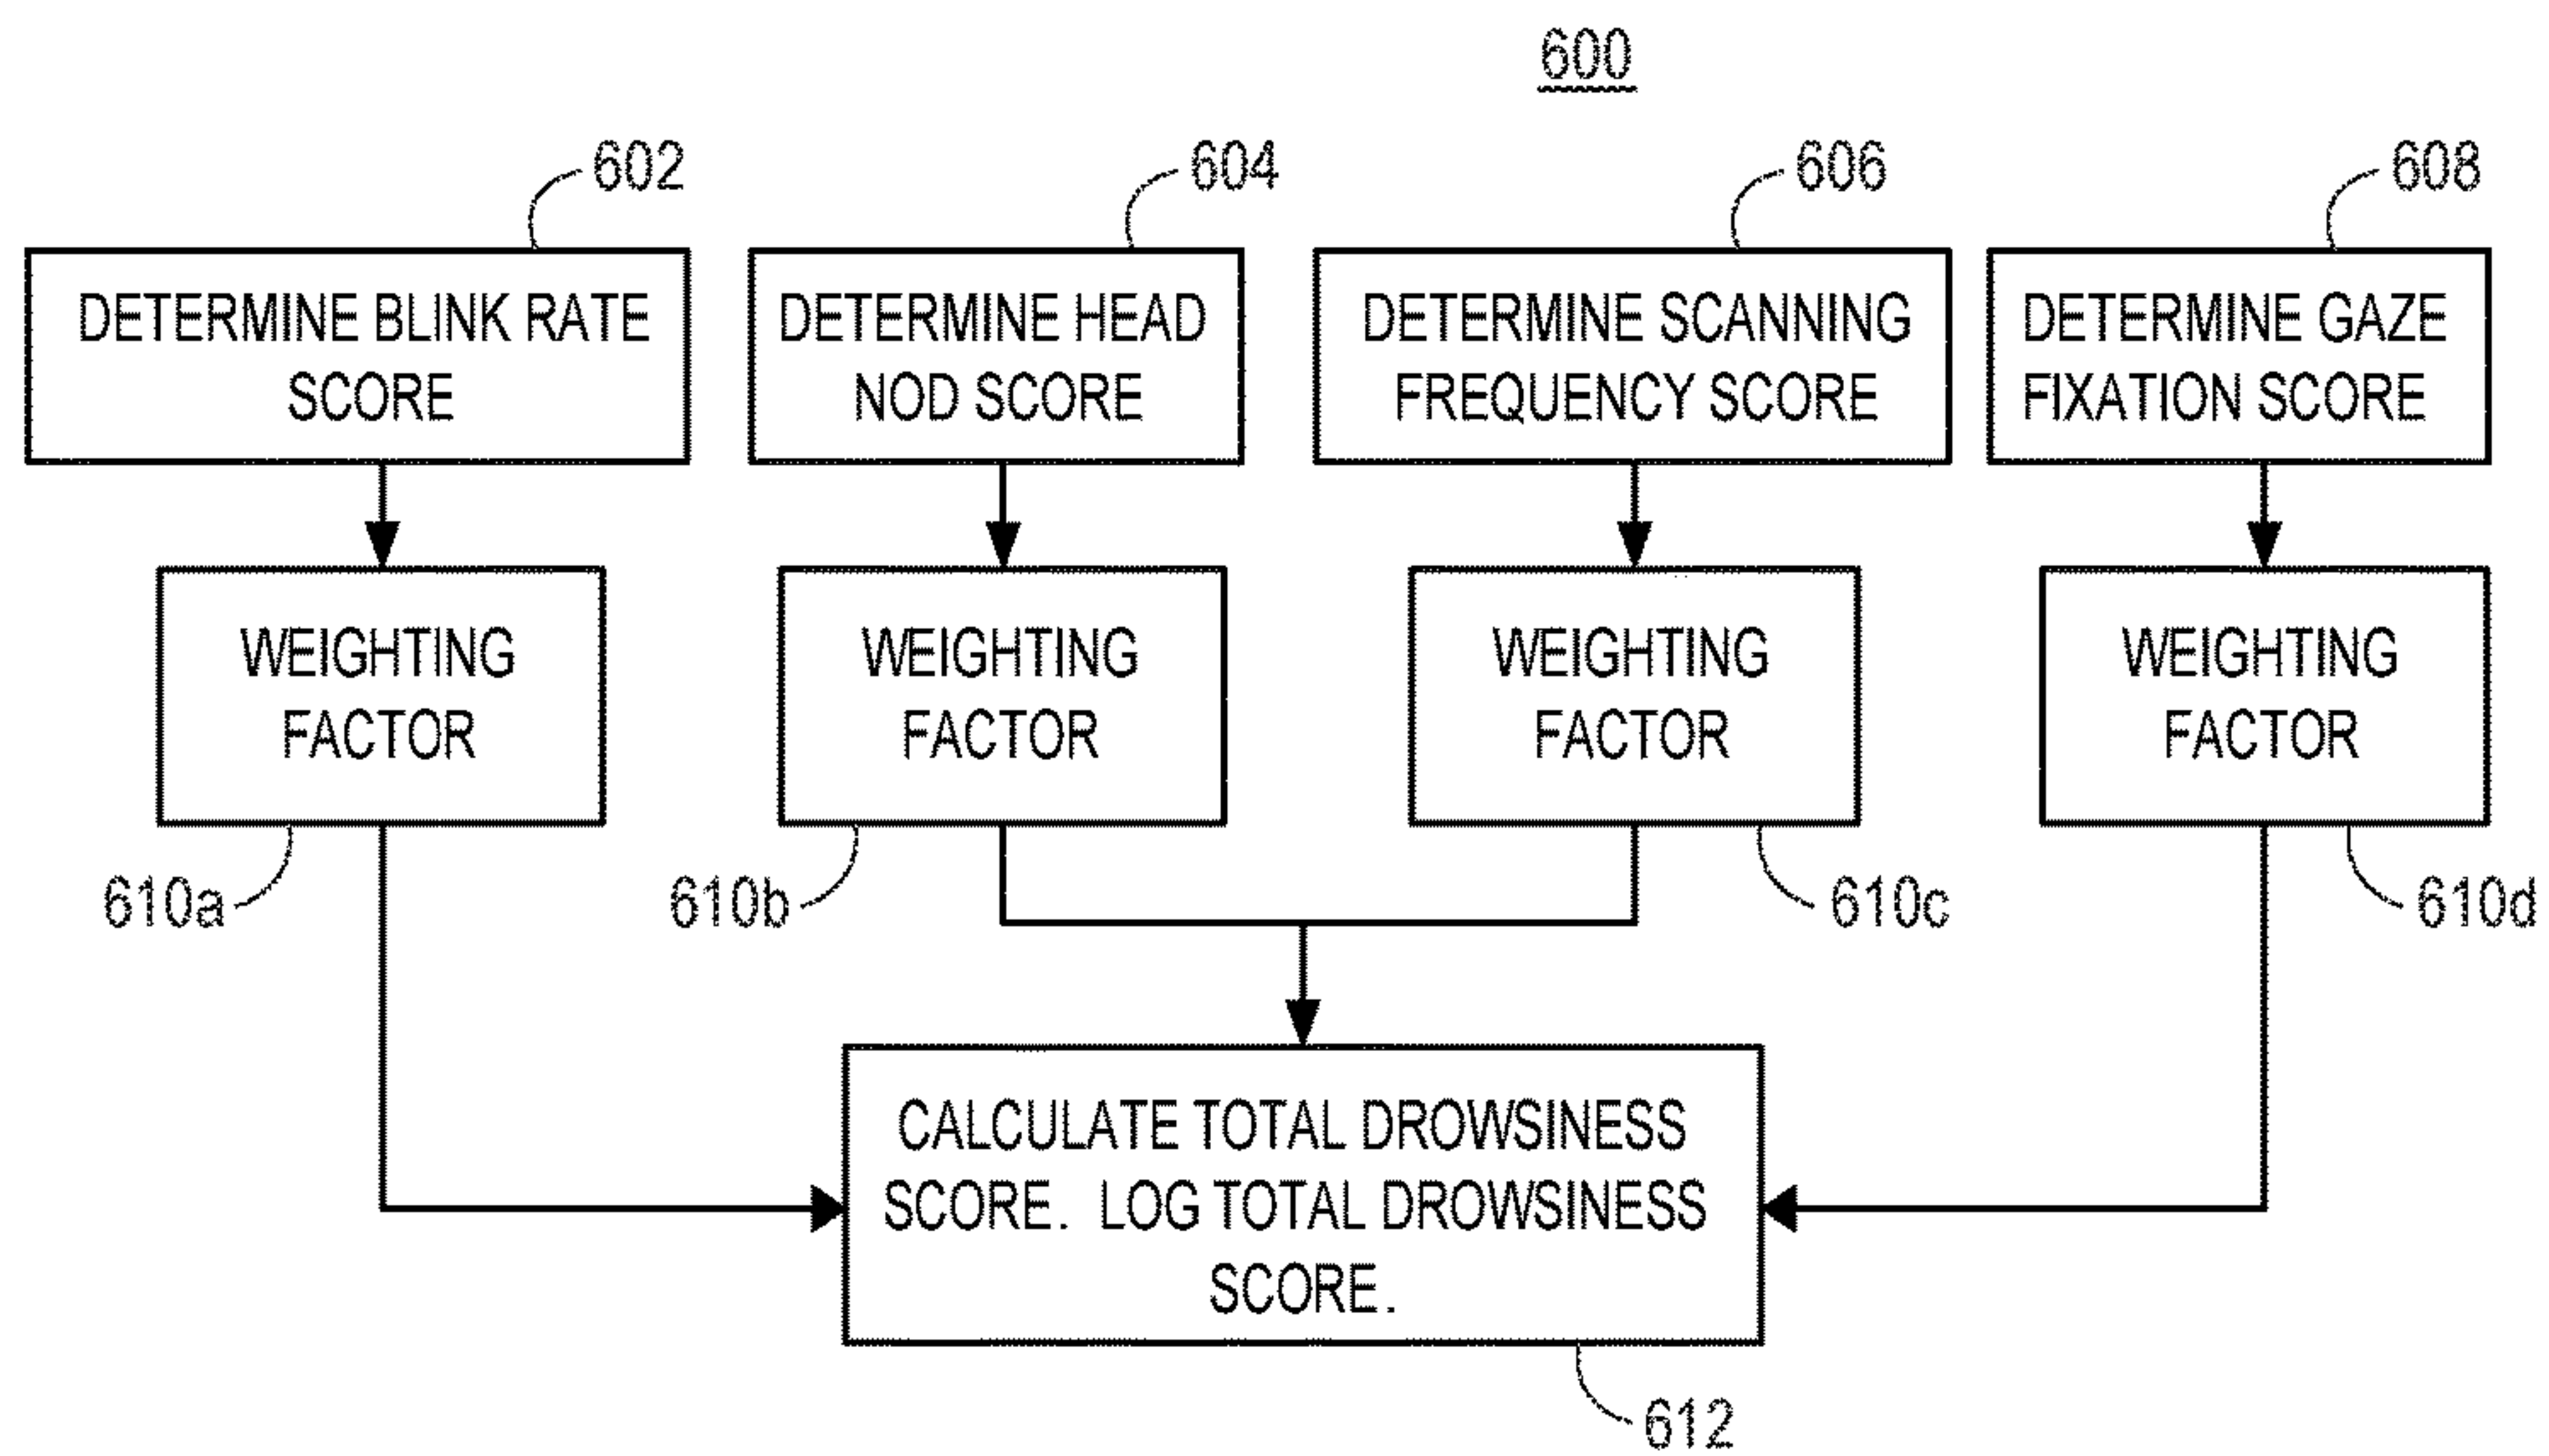 600
602
604
606
608
DETERMINE BLINK RATE
SCORE
DETERMINE HEAD
NOD SCORE
DETERMINE SCANNING
FREQUENCY SCORE
DETERMINE GAZE
FIXATION SCORE
WEIGHTING
FACTOR
WEIGHTING
FACTOR
WEIGHTING
FACTOR
WEIGHTING
FACTOR
610a
610b
610c
610d
CALCULATE TOTAL DROWSINESS
SCORE. LOG TOTAL DROWSINESS
SCORE.
612